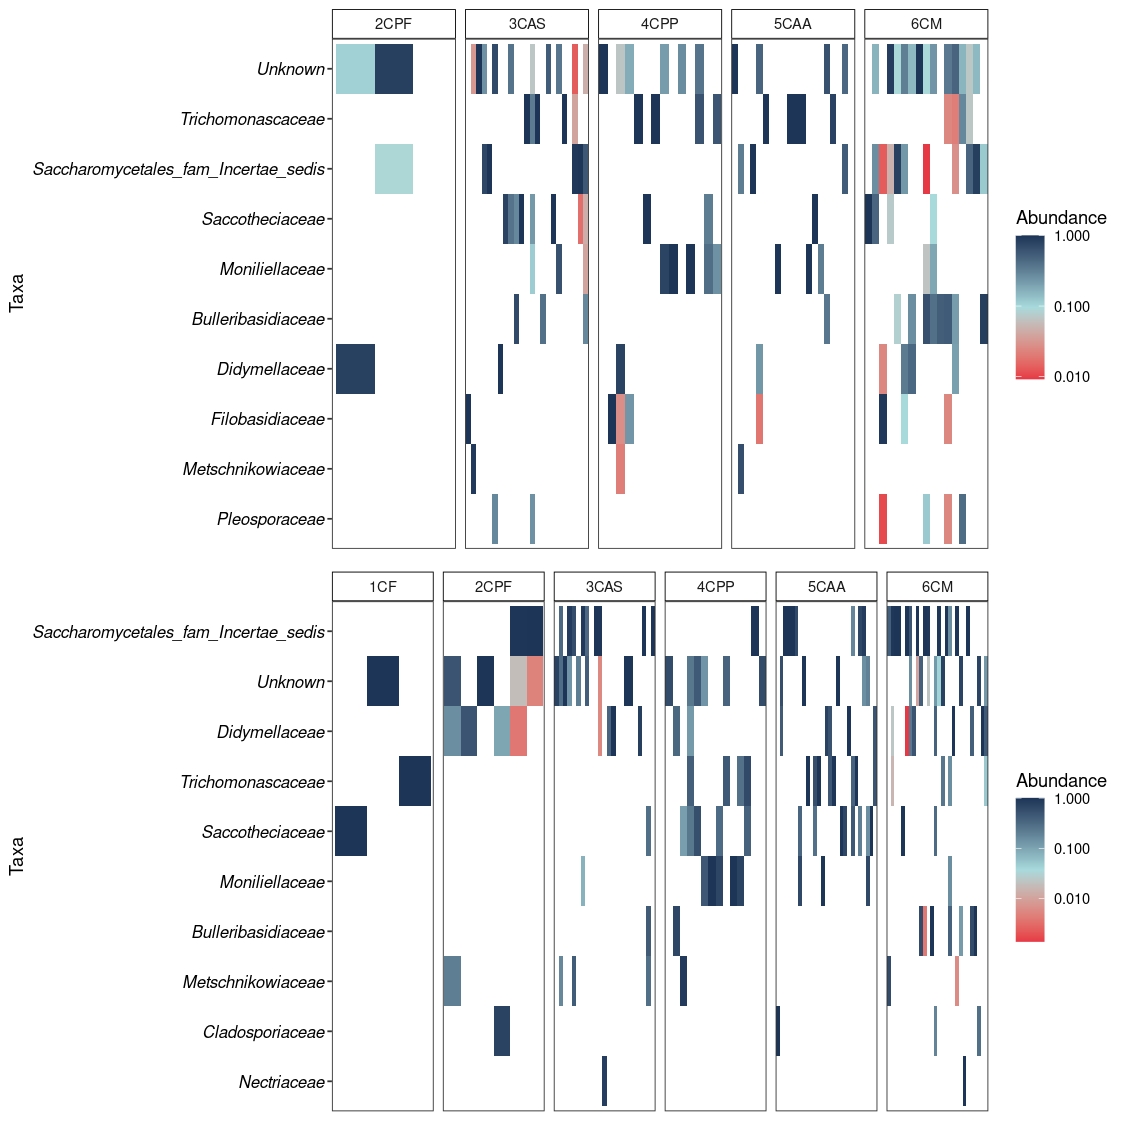 2CPF 3CAS 4CPP 5CAA 6CM
Unknown
Trichomonascaceae
Saccharomycetales_fam_Incertae_sedis
Saccotheciaceae
Moniliellaceae
Bulleribasidiaceae
Didymellaceae
Filobasidiaceae
Metschnikowiaceae
Pleosporaceae
Taxa
Abundance
1.000
0.100
0.010
1CF 2CPF 3CAS 4CPP 5CAA 6CM
Saccharomycetales_fam_Incertae_sedis
Unknown
Didymellaceae
Trichomonascaceae
Saccotheciaceae
Moniliellaceae
Bulleribasidiaceae
Metschnikowiaceae
Cladosporiaceae
Nectriaceae
Taxa
Abundance
1.000
0.100
0.010